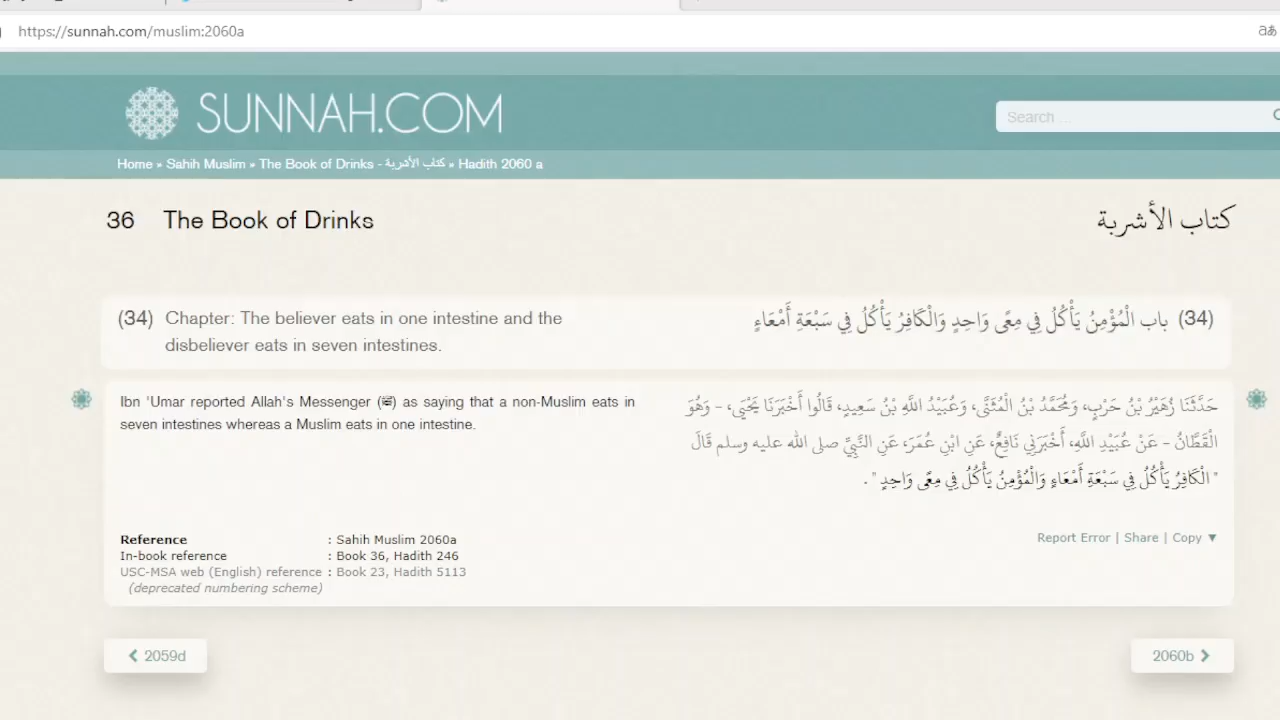 https://sunnah.com/muslim:2060a
SUNNAH.COM
Search ...
Home » Sahih Muslim » The Book of Drinks - كتاب الأشربة » Hadith 2060 a
36 The Book of Drinks
كتاب الأشربة
(34) Chapter: The believer eats in one intestine and the
disbeliever eats in seven intestines.
(34) باب الْمُؤْمِنُ يَأْكُلُ فِي مِعًى وَاحِدٍ وَالْكَافِرُ يَأْكُلُ فِي سَبْعَةِ أَمْعَاءٍ
Ibn 'Umar reported Allah's Messenger (ﷺ) as saying that a non-Muslim eats in
seven intestines whereas a Muslim eats in one intestine.
حَدَّثَنَا زُهَيْرُ بْنُ حَرْبٍ، وَمُحَمَّدُ بْنُ الْمُثَنَّى، وَعُبَيْدُ اللَّهِ بْنُ سَعِيدٍ، قَالُوا أَخْبَرَنَا يَحْيَى، - وَهُوَ
الْقَطَّانُ - عَنْ عُبَيْدِ اللَّهِ، أَخْبَرَنِي نَافِعٌ، عَنِ ابْنِ عُمَرَ، عَنِ النَّبِيِّ صلى الله عليه وسلم قَالَ
" الْكَافِرُ يَأْكُلُ فِي سَبْعَةِ أَمْعَاءٍ وَالْمُؤْمِنُ يَأْكُلُ فِي مِعًى وَاحِدٍ " .
Reference : Sahih Muslim 2060a
In-book reference : Book 36, Hadith 246
USC-MSA web (English) reference : Book 23, Hadith 5113
(deprecated numbering scheme)
Report Error | Share | Copy ▼
2059d
2060b